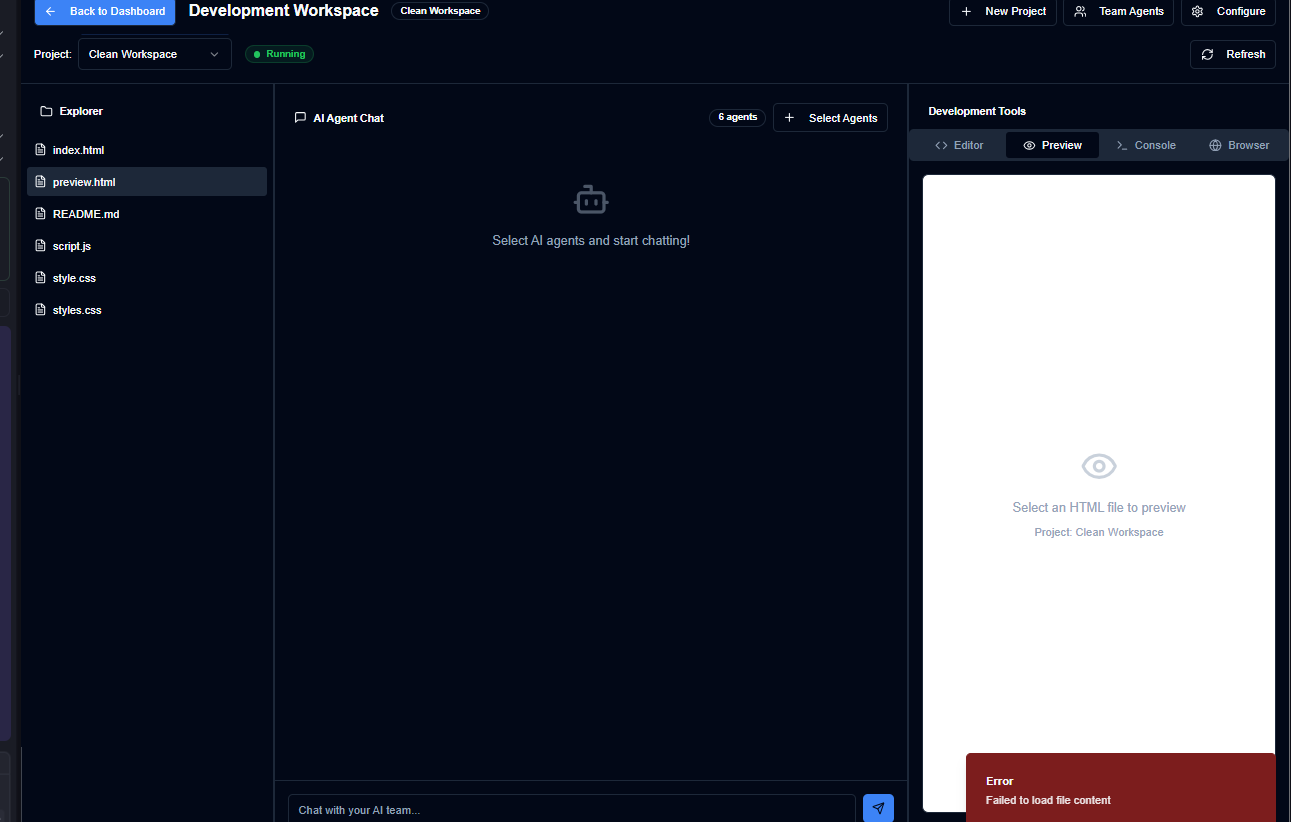 Back to Dashboard
Development Workspace
Clean Workspace
New Project
Team Agents
Configure
Project:
Clean Workspace
Running
Refresh
Explorer
index.html
preview.html
README.md
script.js
style.css
styles.css
AI Agent Chat
6 agents
Select Agents
Select AI agents and start chatting!
Chat with your AI team...
Development Tools
Editor
Preview
Console
Browser
Select an HTML file to preview
Project: Clean Workspace
Error
Failed to load file content